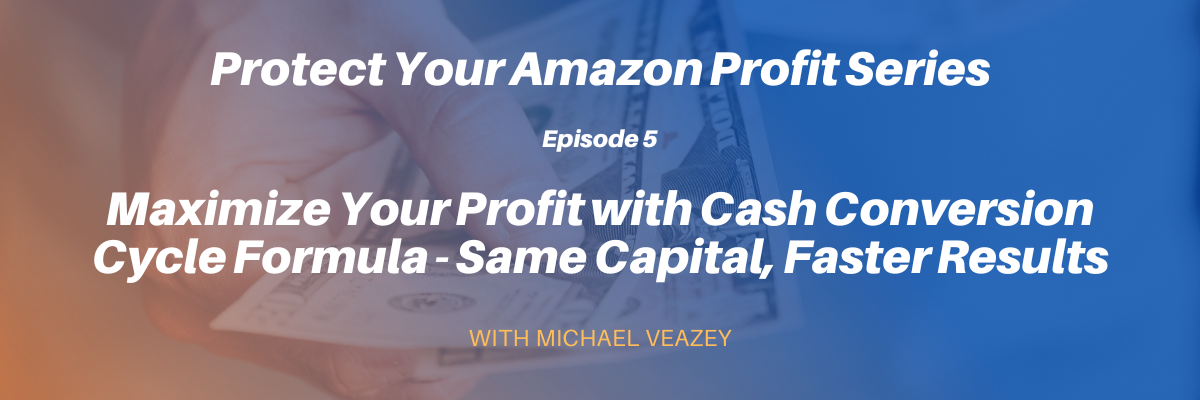 Protect Your Amazon Profit Series
Episode 5
Maximize Your Profit with Cash Conversion
Cycle Formula - Same Capital, Faster Results
WITH MICHAEL VEAZEY